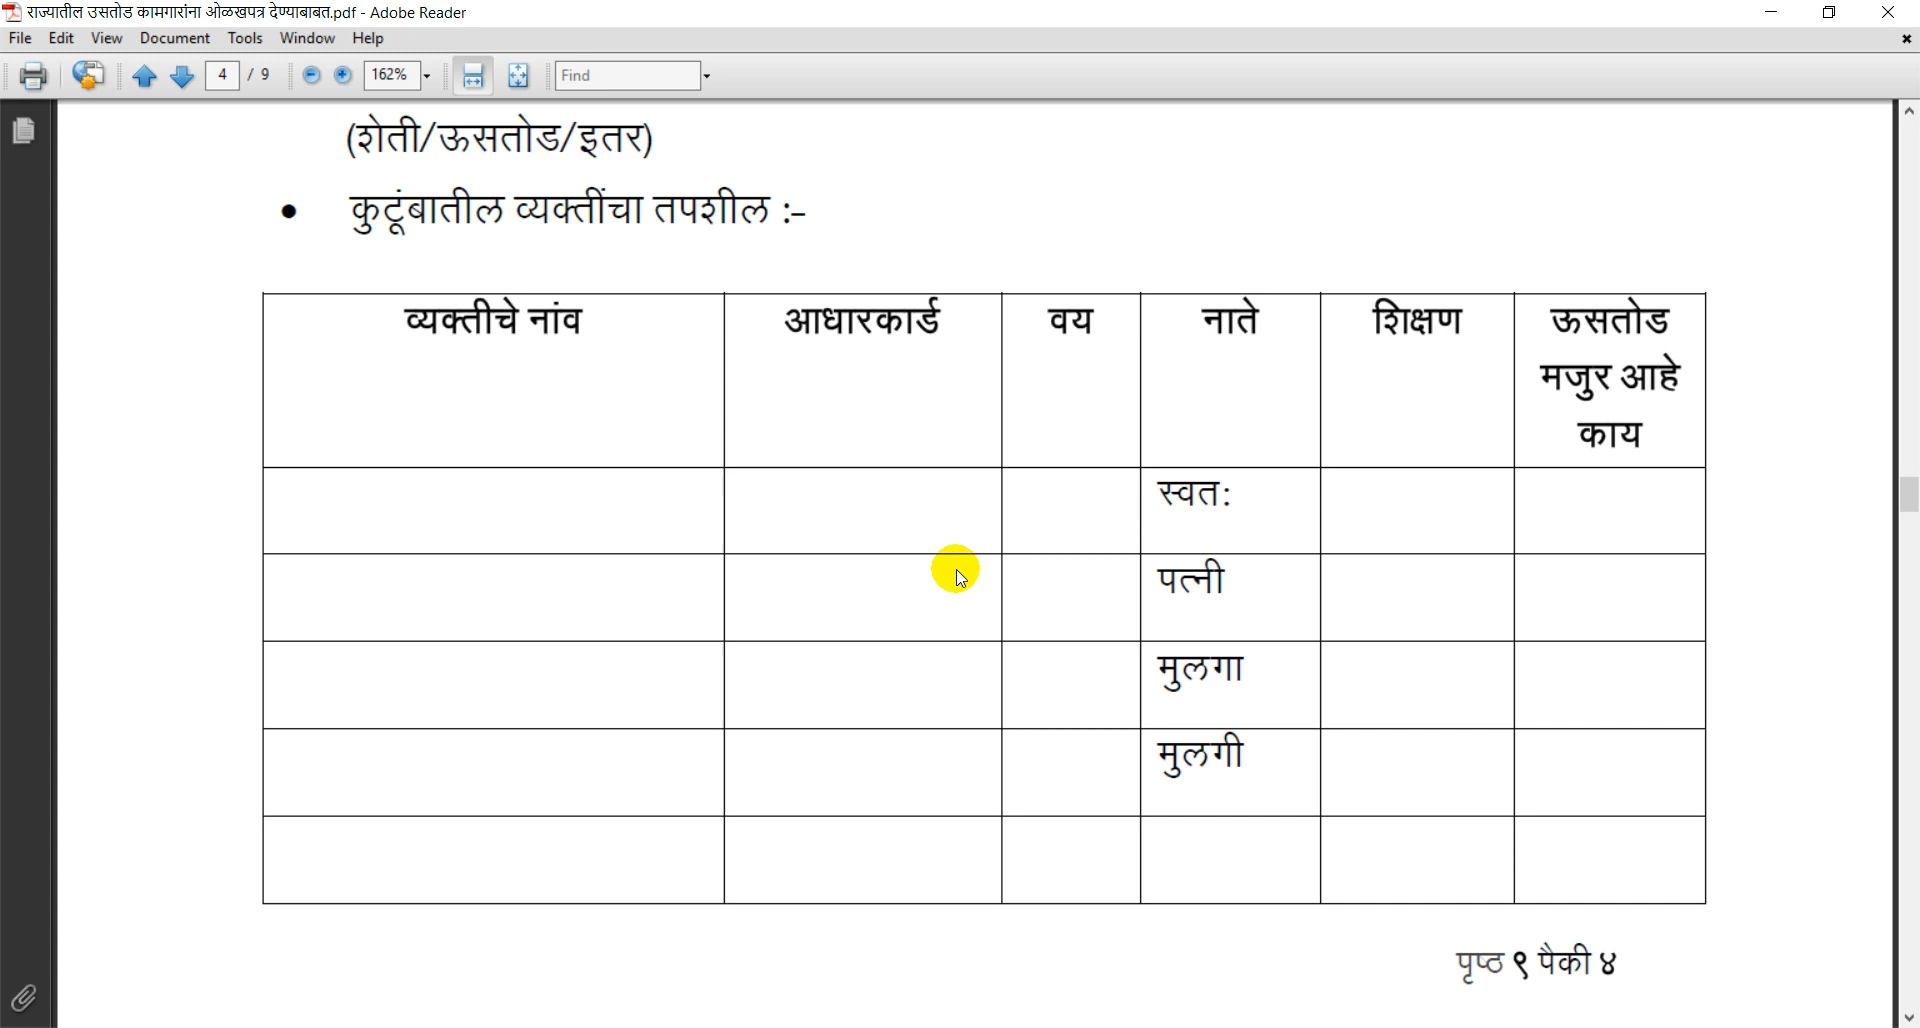 राज्यातील उसतोड कामगारांना ओळखपत्र देण्याबाबत.pdf - Adobe Reader
File Edit View Document Tools Window Help
4 / 9 162% Find
(शेती/ऊसतोड/इतर)
• कुटूंबातील व्यक्तींचा तपशील :-
व्यक्तीचे नांव आधारकार्ड वय नाते शिक्षण ऊसतोड
मजुर आहे
काय
स्वत:
पत्नी
मुलगा
मुलगी
पृष्ठ ९ पैकी ४